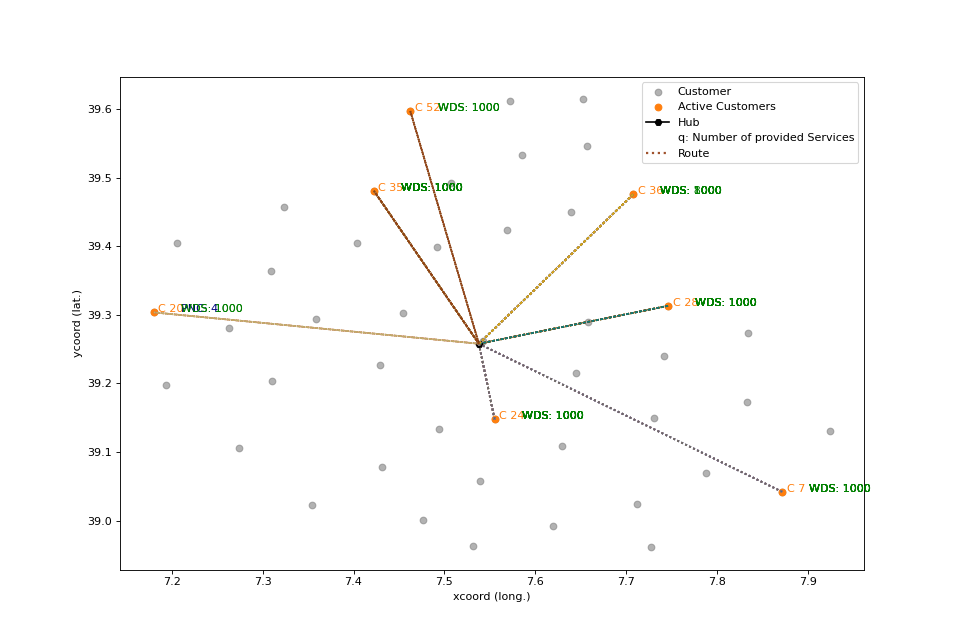 Customer
Active Customers
Hub
q: Number of provided Services
Route
C 52 WDS: 1000
C 35 WDS: 1000
C 36 WDS: 1000
C 20
C 28 WDS: 1000
C 24 WDS: 1000
C 7 WDS: 1000
39.6
39.5
39.4
39.3
39.2
39.1
39.0
ycoord (lat.)
7.2 7.3 7.4 7.5 7.6 7.7 7.8 7.9
xcoord (long.)